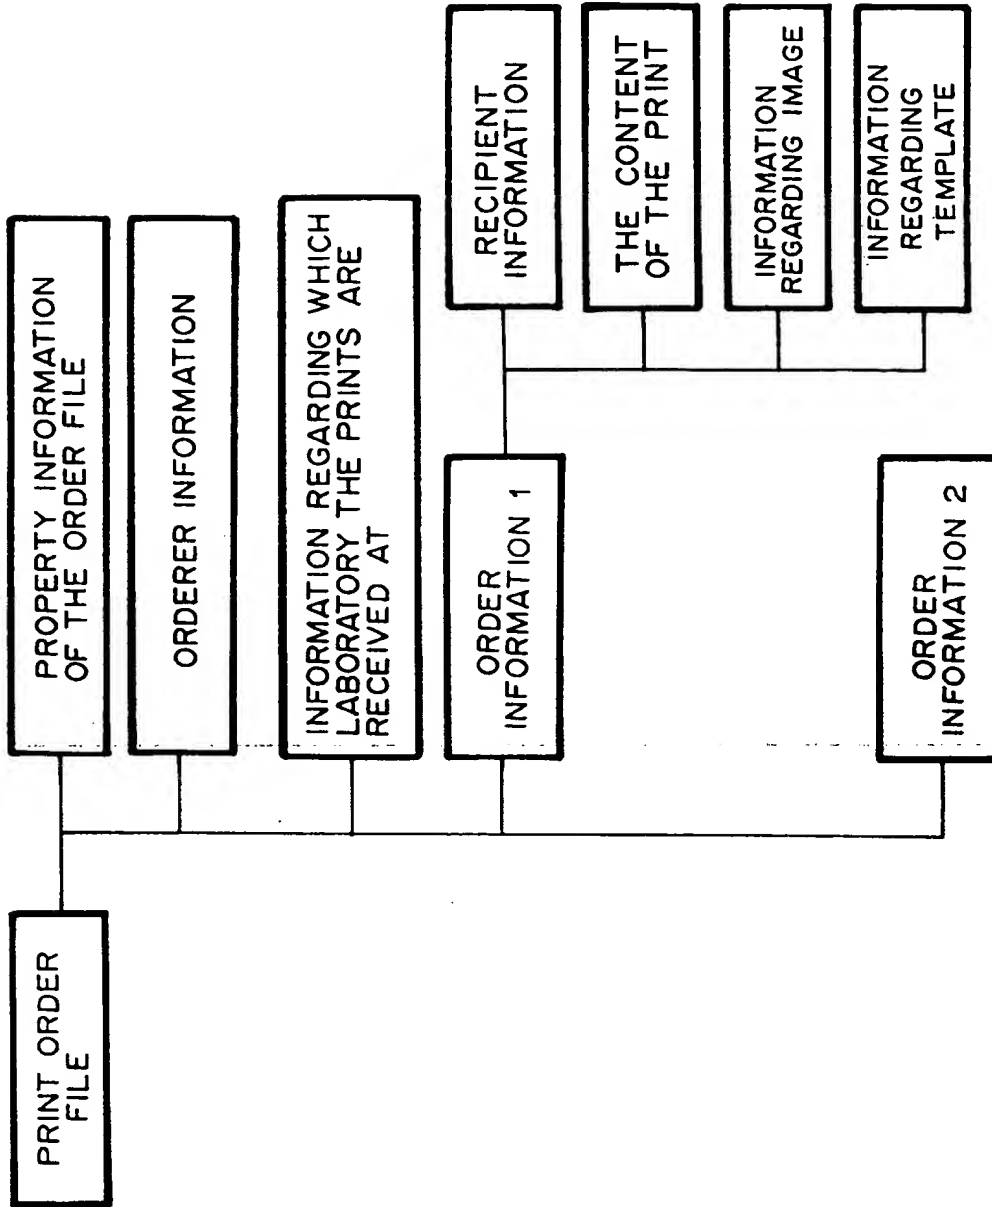 PRINT ORDER
FILE
PROPERTY INFORMATION
OF THE ORDER FILE
ORDERER INFORMATION
INFORMATION REGARDING WHICH
LABORATORY THE PRINTS ARE
RECEIVED AT
ORDER
INFORMATION 1
RECIPIENT
INFORMATION
THE CONTENT
OF THE PRINT
INFORMATION
REGARDING IMAGE
INFORMATION
REGARDING
TEMPLATE
ORDER
INFORMATION 2